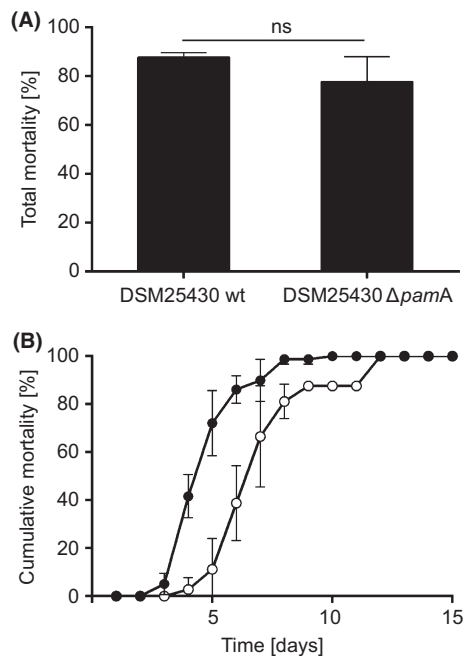 (A)
ns
100
80
60
40
20
0
Total mortality [%]
DSM25430 wt
DSM25430 ΔpamA
(B)
100
80
60
40
20
0
Cumulative mortality [%]
5
10
15
Time [days]